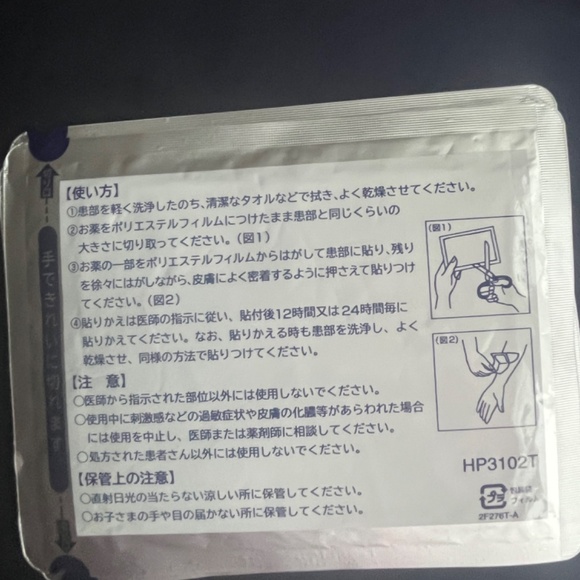 【使い方】
①患部を軽く洗浄したのち、清潔なタオルなどで拭き、よく乾燥させてください。
②お薬をポリエステルフィルムにつけたまま患部と同じくらいの
大きさに切り取ってください。(図1)
③お薬の一部をポリエステルフィルムからはがして患部に貼り、残り
を徐々にはがしながら、皮膚によく密着するように押さえて貼りつけ
てください。(図2)
④貼りかえは医師の指示に従い、貼付後12時間又は24時間毎に
貼りかえてください。なお、貼りかえる時も患部を洗浄し、よく
乾燥させ、同様の方法で貼りつけてください。
(図1)
(図2)
【注 意】
○医師から指示された部位以外には使用しないでください。
○使用中に刺激感などの過敏症状や皮膚の化膿等があらわれた場合
には使用を中止し、医師または薬剤師に相談してください。
○処方された患者さん以外には使用しないでください。
【保管上の注意】
○直射日光の当たらない涼しい所に保管してください。
○お子さまの手や目の届かない所に保管してください。
HP3102T
プラ
フィルム
2F276T-A
手できれいに切れます